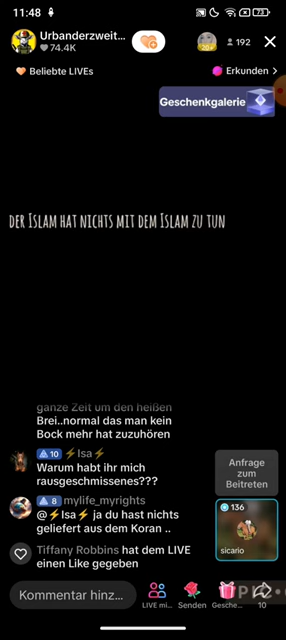 11:48
73
Urbanderzweit...
74.4K
192
Beliebte LIVEs
Erkunden >
Geschenkgalerie
DER ISLAM HAT NICHTS MIT DEM ISLAM ZU TUN
ganze Zeit um den heißen
Brei..normal das man kein
Bock mehr hat zuzuhören
10 ⚡Isa⚡
Warum habt ihr mich
rausgeschmissenes???
Anfrage
zum
Beitreten
8 mylife_myrights
@⚡Isa⚡ ja du hast nichts
geliefert aus dem Koran ..
136
sicario
Tiffany Robbins hat dem LIVE
einen Like gegeben
Kommentar hinz...
LIVE mi...
Senden
Gesche...
10